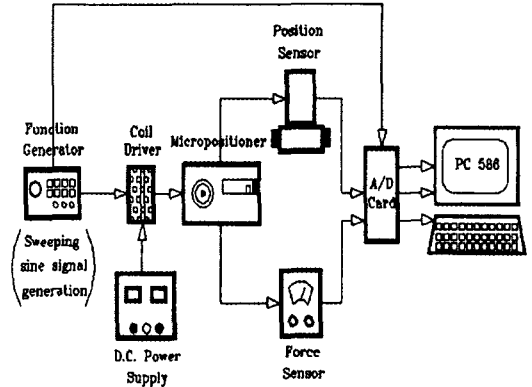 Position
Sensor
Function
Generator
Coil
Driver
Micropositioner
PC 586
A/D
Card
(Sweeping
sine signal
generation)
D.C. Power
Supply
Force
Sensor